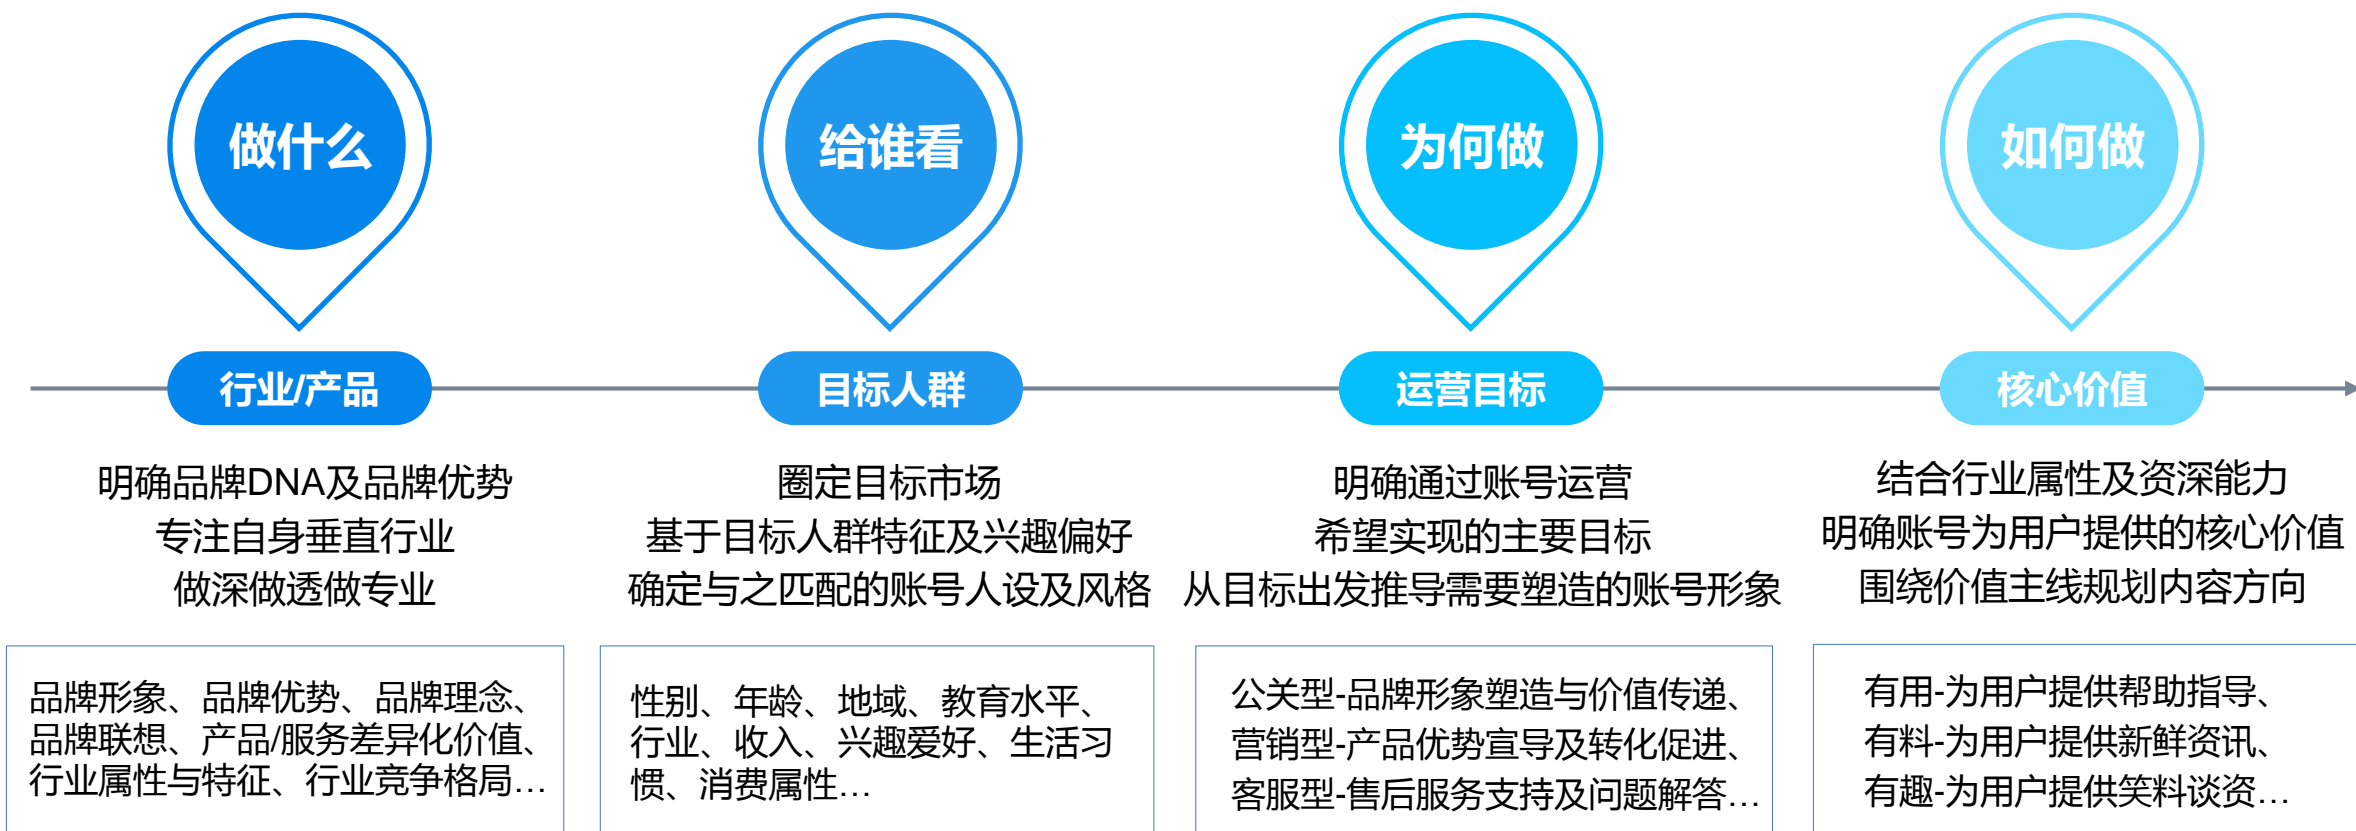 做什么
给谁看
为何做
如何做
行业/产品
目标人群
运营目标
核心价值
明确品牌DNA及品牌优势
专注自身垂直行业
做深做透做专业
圈定目标市场
基于目标人群特征及兴趣偏好
确定与之匹配的账号人设及风格
明确通过账号运营
希望实现的主要目标
从目标出发推导需要塑造的账号形象
结合行业属性及资深能力
明确账号为用户提供的核心价值
围绕价值主线规划内容方向
品牌形象、品牌优势、品牌理念、
品牌联想、产品/服务差异化价值、
行业属性与特征、行业竞争格局…
性别、年龄、地域、教育水平、
行业、收入、兴趣爱好、生活习
惯、消费属性…
公关型-品牌形象塑造与价值传递、
营销型-产品优势宣导及转化促进、
客服型-售后服务支持及问题解答…
有用-为用户提供帮助指导、
有料-为用户提供新鲜资讯、
有趣-为用户提供笑料谈资…